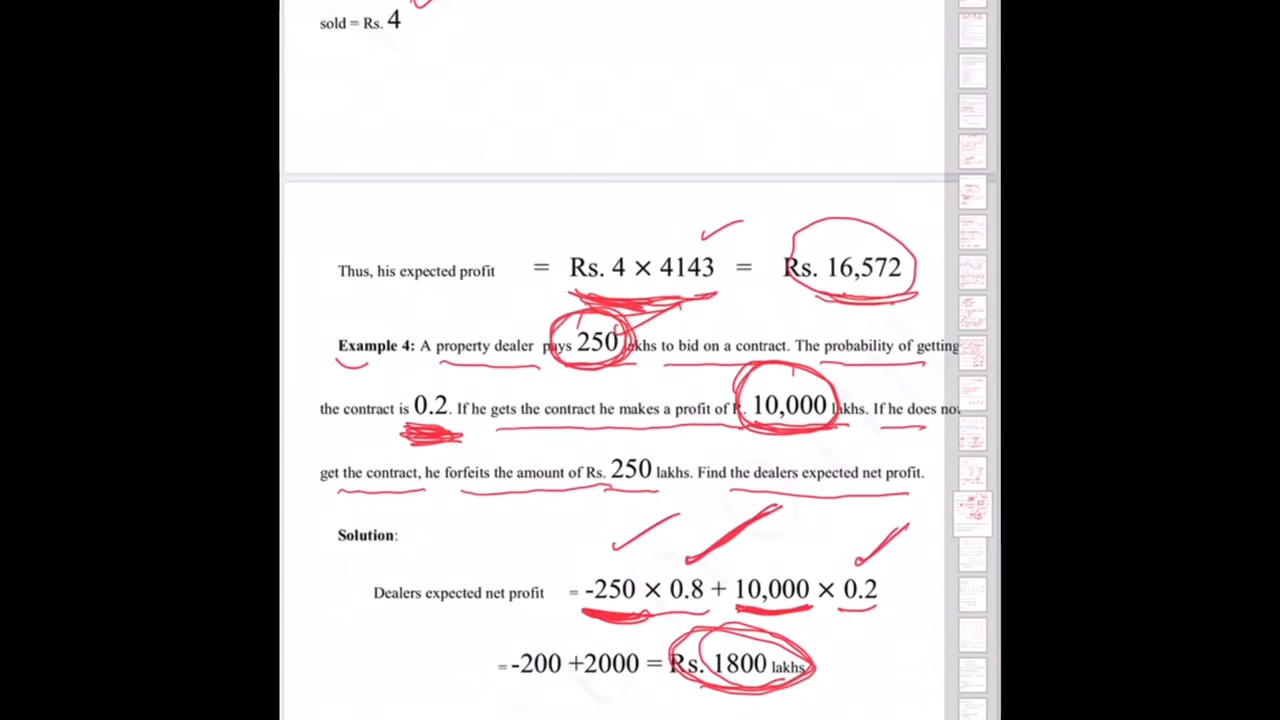 sold = Rs. 4
Thus, his expected profit = Rs. 4 × 4143 = Rs. 16,572
Example 4: A property dealer pays 250 lakhs to bid on a contract. The probability of getting
the contract is 0.2. If he gets the contract he makes a profit of R. 10,000 lakhs. If he does not
get the contract, he forfeits the amount of Rs. 250 lakhs. Find the dealers expected net profit.
Solution:
Dealers expected net profit = -250 × 0.8 + 10,000 × 0.2
= -200 +2000 = Rs. 1800 lakhs